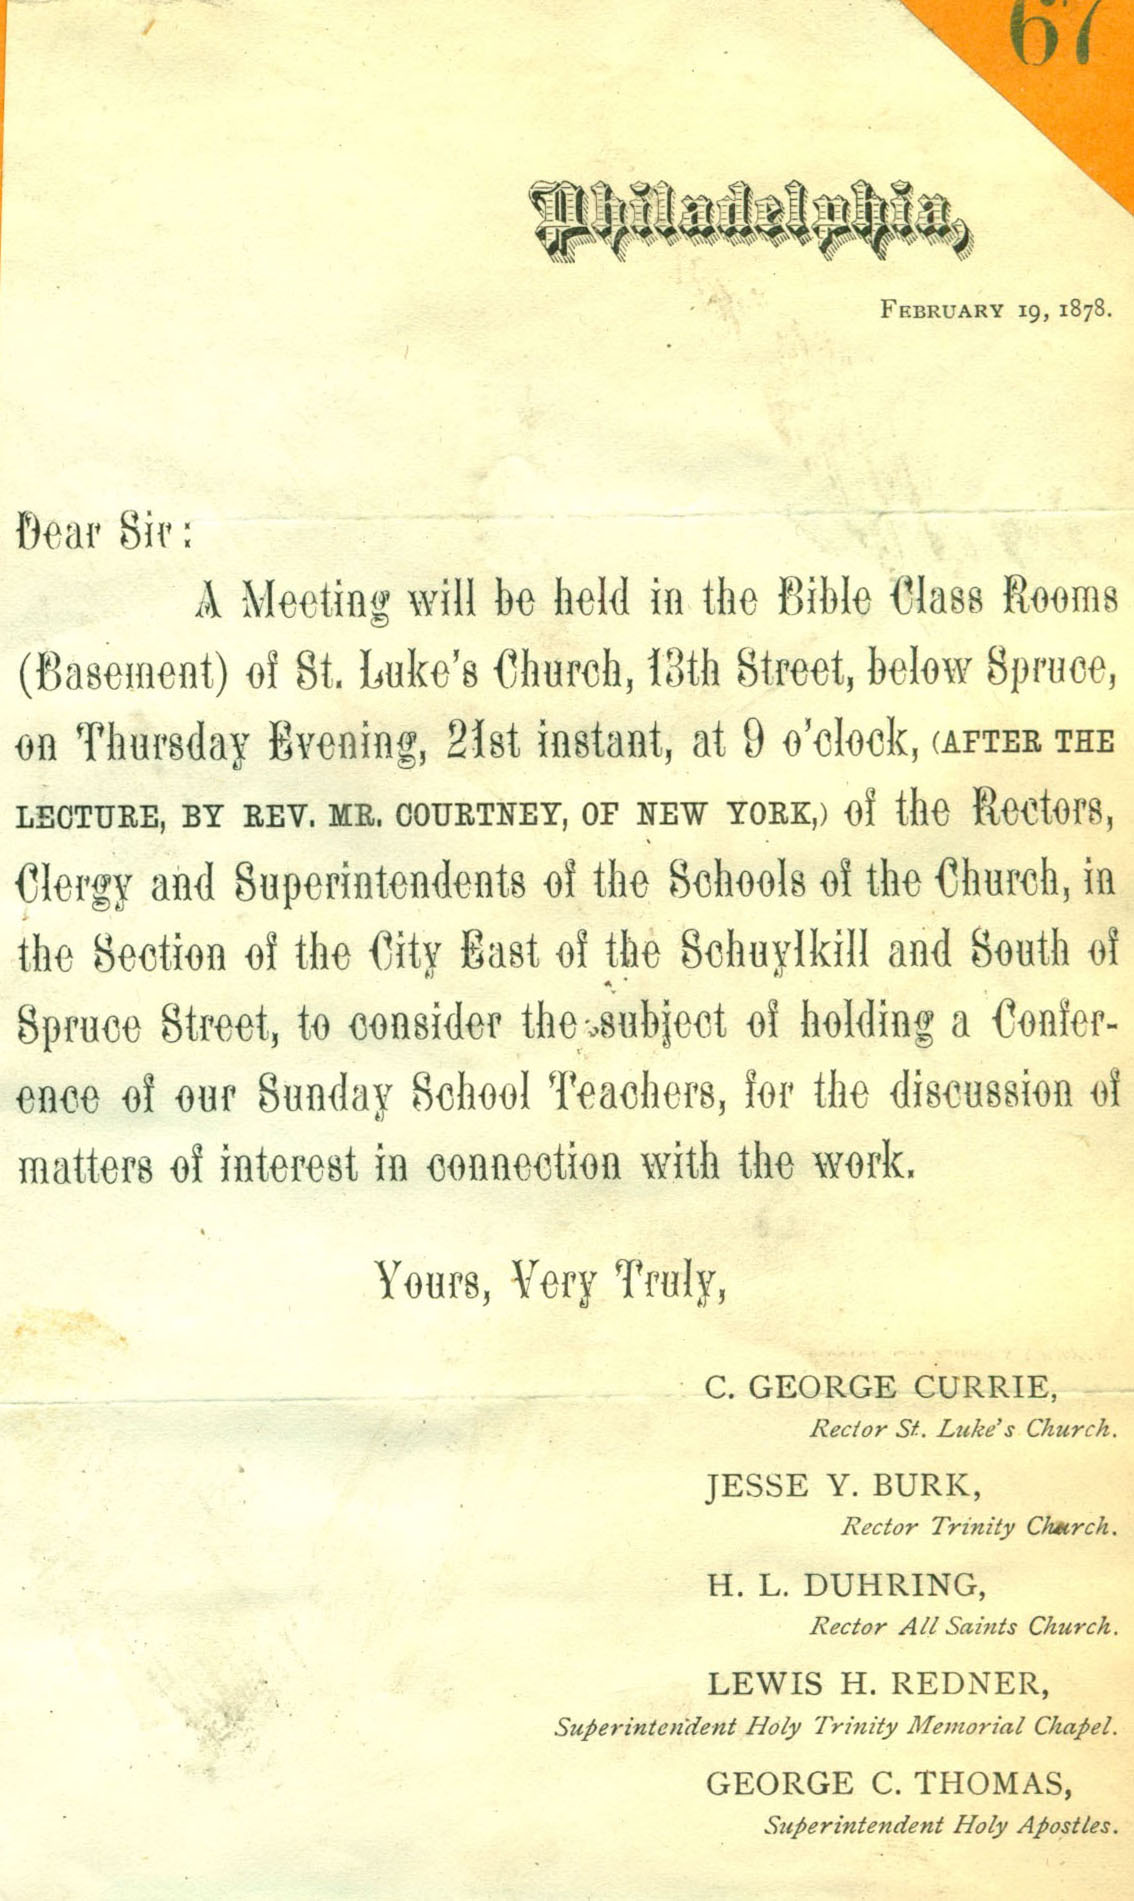 67
Philadelphia,
FEBRUARY 19, 1878.
Dear Sir:
A Meeting will be held in the Bible Class Rooms
(Basement) of St. Luke's Church, 13th Street, below Spruce,
on Thursday Evening, 21st instant, at 9 o'clock, (AFTER THE
LECTURE, BY REV. MR. COURTNEY, OF NEW YORK,) of the Rectors,
Clergy and Superintendents of the Schools of the Church, in
the Section of the City East of the Schuylkill and South of
Spruce Street, to consider the subject of holding a Confer-
ence of our Sunday School Teachers, for the discussion of
matters of interest in connection with the work.
Yours, Very Truly,
C. GEORGE CURRIE,
Rector St. Luke's Church.
JESSE Y. BURK,
Rector Trinity Church.
H. L. DUHRING,
Rector All Saints Church.
LEWIS H. REDNER,
Superintendent Holy Trinity Memorial Chapel.
GEORGE C. THOMAS,
Superintendent Holy Apostles.